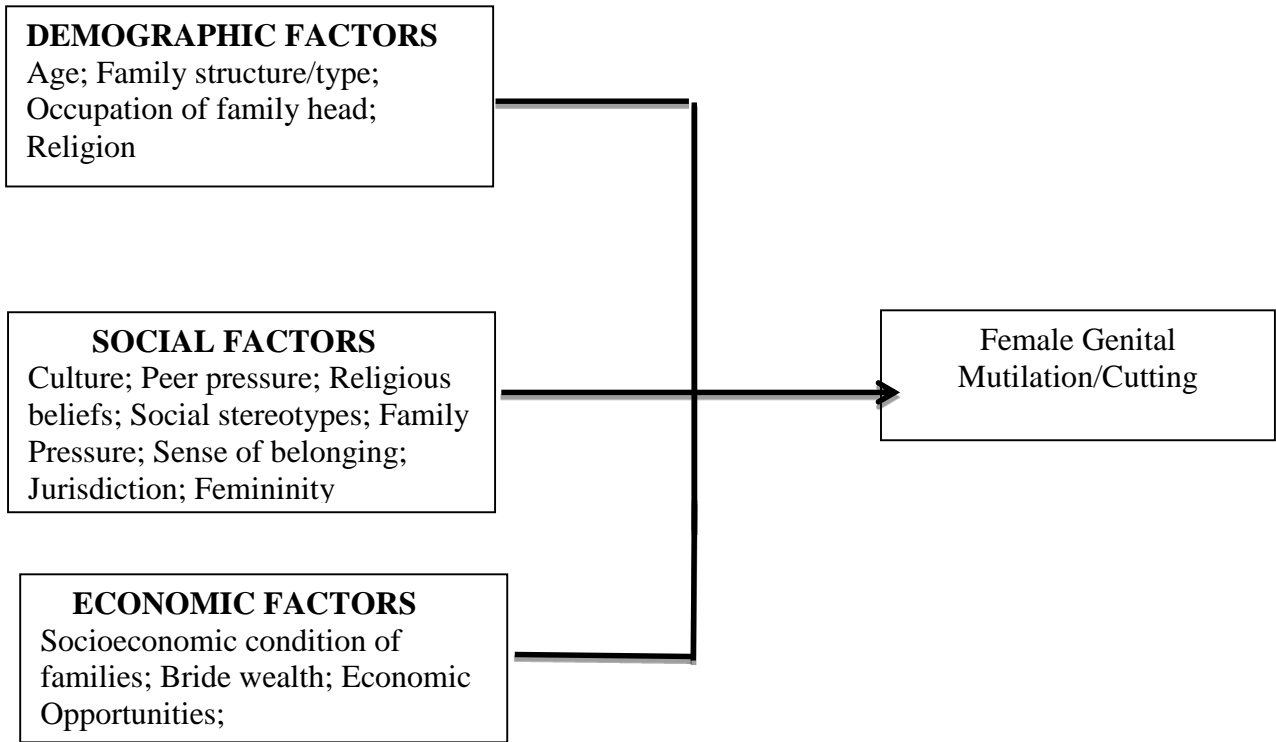 DEMOGRAPHIC FACTORS
Age; Family structure/type;
Occupation of family head;
Religion
SOCIAL FACTORS
Culture; Peer pressure; Religious
beliefs; Social stereotypes; Family
Pressure; Sense of belonging;
Jurisdiction; Femininity
Female Genital
Mutilation/Cutting
ECONOMIC FACTORS
Socioeconomic condition of
families; Bride wealth; Economic
Opportunities;